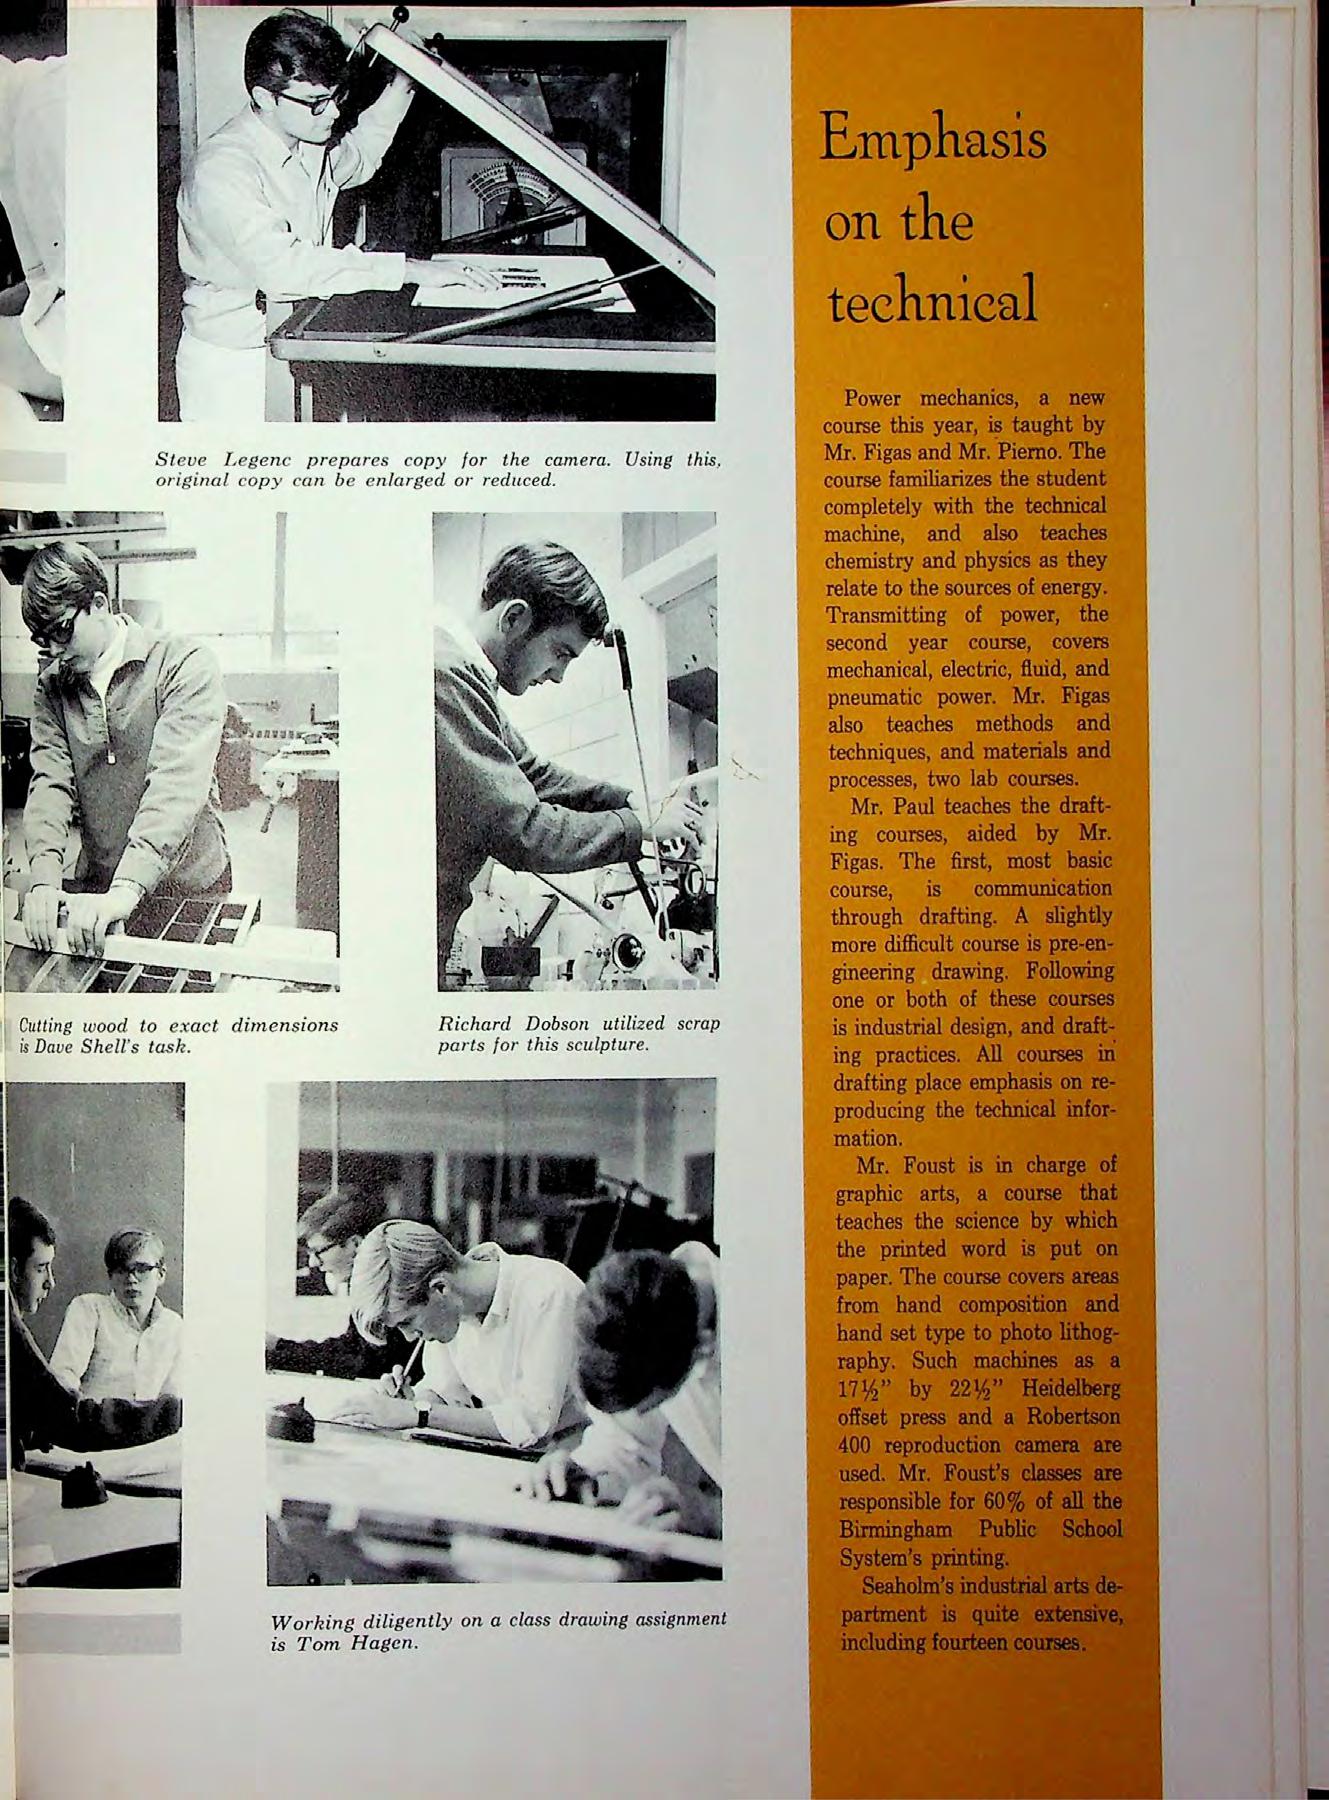 Emphasis
on the
technical
Steve Legenc prepares copy for the camera. Using this,
original copy can be enlarged or reduced.
Cutting wood to exact dimensions
is Dave Shell's task.
Richard Dobson utilized scrap
parts for this sculpture.
Working diligently on a class drawing assignment
is Tom Hagen.
Power mechanics, a new
course this year, is taught by
Mr. Figas and Mr. Pierno. The
course familiarizes the student
completely with the technical
machine, and also teaches
chemistry and physics as they
relate to the sources of energy.
Transmitting of power, the
second year course, covers
mechanical, electric, fluid, and
pneumatic power. Mr. Figas
also teaches methods and
techniques, and materials and
processes, two lab courses.
Mr. Paul teaches the draft-
ing courses, aided by Mr.
Figas. The first, most basic
course, is communication
through drafting. A slightly
more difficult course is pre-en-
gineering drawing. Following
one or both of these courses
is industrial design, and draft-
ing practices. All courses in
drafting place emphasis on re-
producing the technical infor-
mation.
Mr. Foust is in charge of
graphic arts, a course that
teaches the science by which
the printed word is put on
paper. The course covers areas
from hand composition and
hand set type to photo lithog-
raphy. Such machines as a
17½" by 22½" Heidelberg
offset press and a Robertson
400 reproduction camera are
used. Mr. Foust's classes are
responsible for 60% of all the
Birmingham Public School
System's printing.
Seaholm's industrial arts de-
partment is quite extensive,
including fourteen courses.